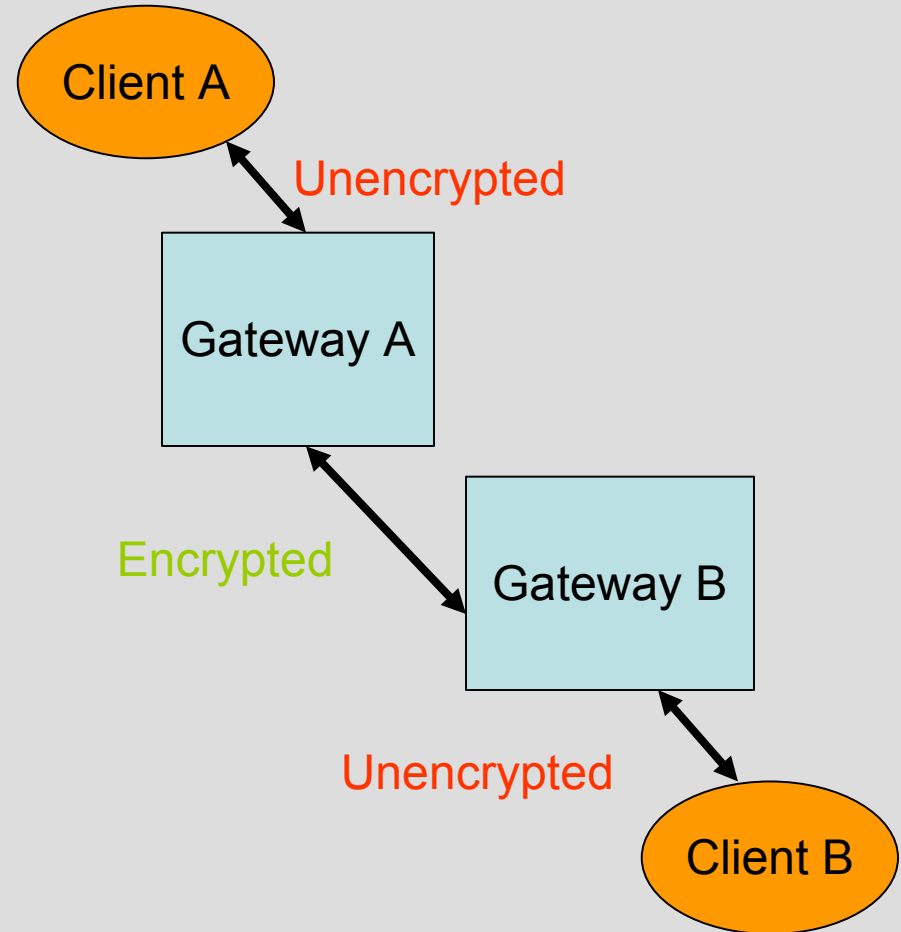 Client A
Unencrypted
Gateway A
Encrypted
Gateway B
Unencrypted
Client B